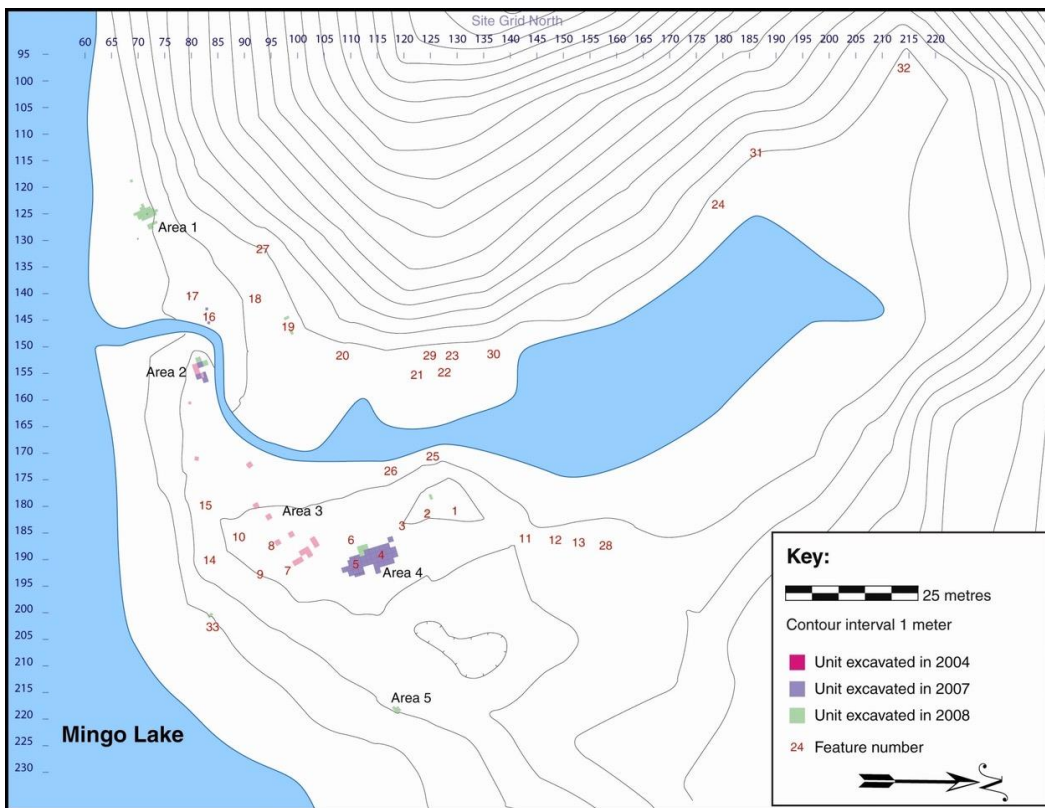 Site Grid North
60 65 70 75 80 85 90 95 100 105 110 115 120 125 130 135 140 145 150 155 160 165 170 175 180 185 190 195 200 205 210 215 220
95
100
105
110
115
120
125
130
135
140
145
150
155
160
165
170
175
180
185
190
195
200
205
210
215
220
225
230
32
31
24
Area 1
27
17
18
16
19
20
29 23 30
21 22
Area 2
25
26
15
Area 3
1
2
3
10
8
6
11 12 13 28
4
14
5
9
7
Area 4
33
Area 5
Mingo Lake
Key:
25 metres
Contour interval 1 meter
Unit excavated in 2004
Unit excavated in 2007
Unit excavated in 2008
24 Feature number
N